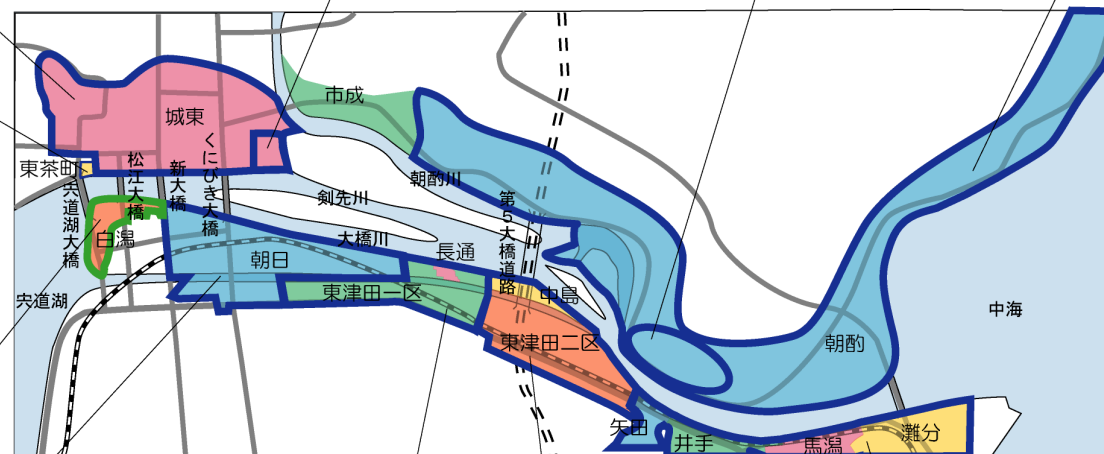 市成
城東
くにびき大橋
松江大橋
新大橋
東茶町
宍道湖大橋
朝酌川
剣先川
第5大橋道路
白潟
大橋川
長通
朝日
東津田一区
中島
宍道湖
中海
東津田二区
朝酌
矢田
井手
馬潟
灘分